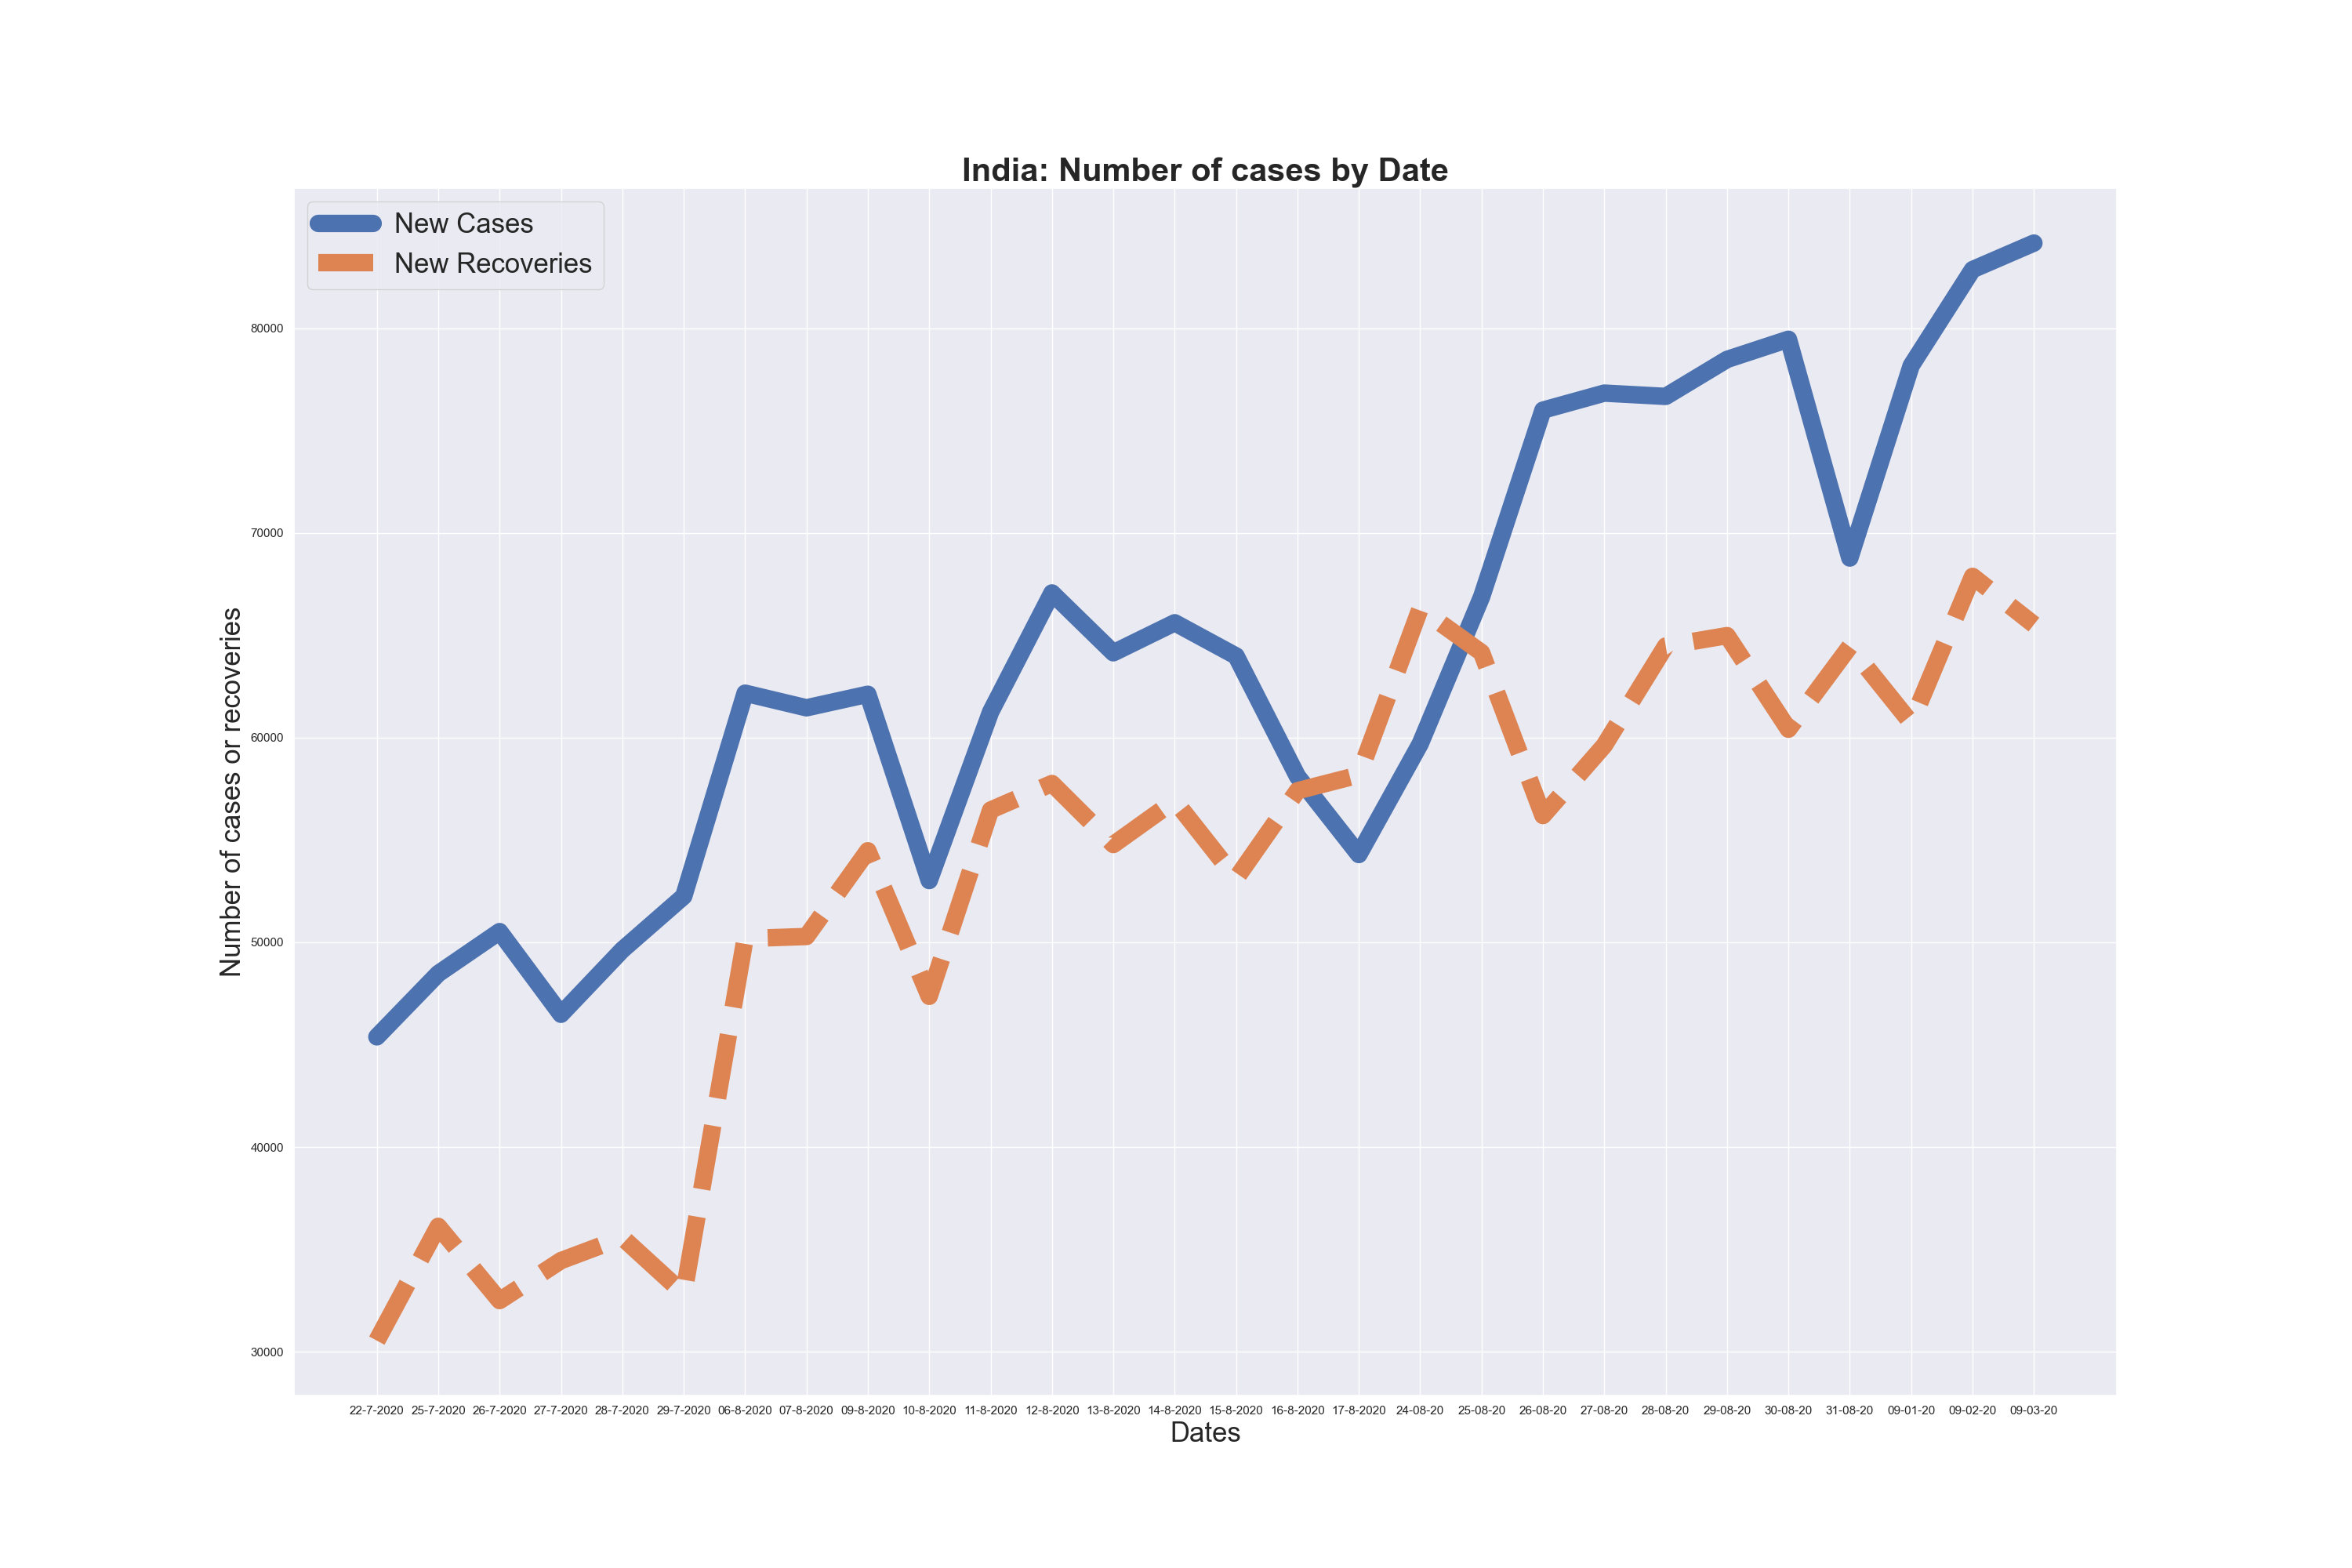 India: Number of cases by Date
New Cases
New Recoveries
80000
70000
60000
50000
40000
30000
Number of cases or recoveries
22-7-2020 25-7-2020 26-7-2020 27-7-2020 28-7-2020 29-7-2020 06-8-2020 07-8-2020 09-8-2020 10-8-2020 11-8-2020 12-8-2020 13-8-2020 14-8-2020 15-8-2020 16-8-2020 17-8-2020 24-08-20 25-08-20 26-08-20 27-08-20 28-08-20 29-08-20 30-08-20 31-08-20 09-01-20 09-02-20 09-03-20
Dates